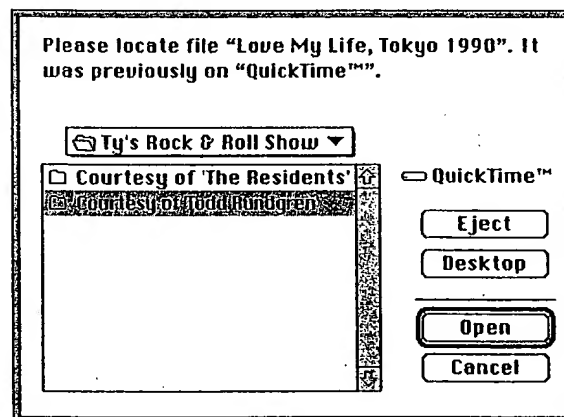 Please locate file “Love My Life, Tokyo 1990”. It
was previously on “QuickTime™”.
Ty's Rock & Roll Show
Courtesy of 'The Residents'
Courtesy of Todd Rundgren
QuickTime™
Eject
Desktop
Open
Cancel